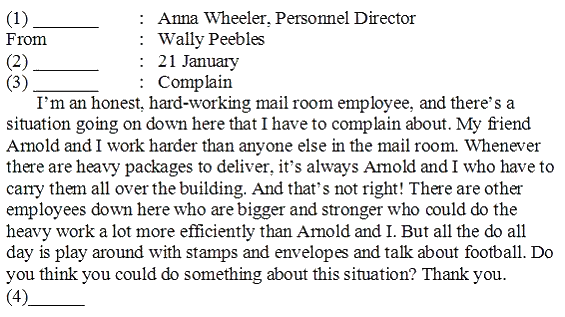 (1) ________ : Anna Wheeler, Personnel Director
From : Wally Peebles
(2) ________ : 21 January
(3) ________ : Complain
I'm an honest, hard-working mail room employee, and there's a
situation going on down here that I have to complain about. My friend
Arnold and I work harder than anyone else in the mail room. Whenever
there are heavy packages to deliver, it's always Arnold and I who have to
carry them all over the building. And that's not right! There are other
employees down here who are bigger and stronger who could do the
heavy work a lot more efficiently than Arnold and I. But all the do all
day is play around with stamps and envelopes and talk about football. Do
you think you could do something about this situation? Thank you.
(4)_______